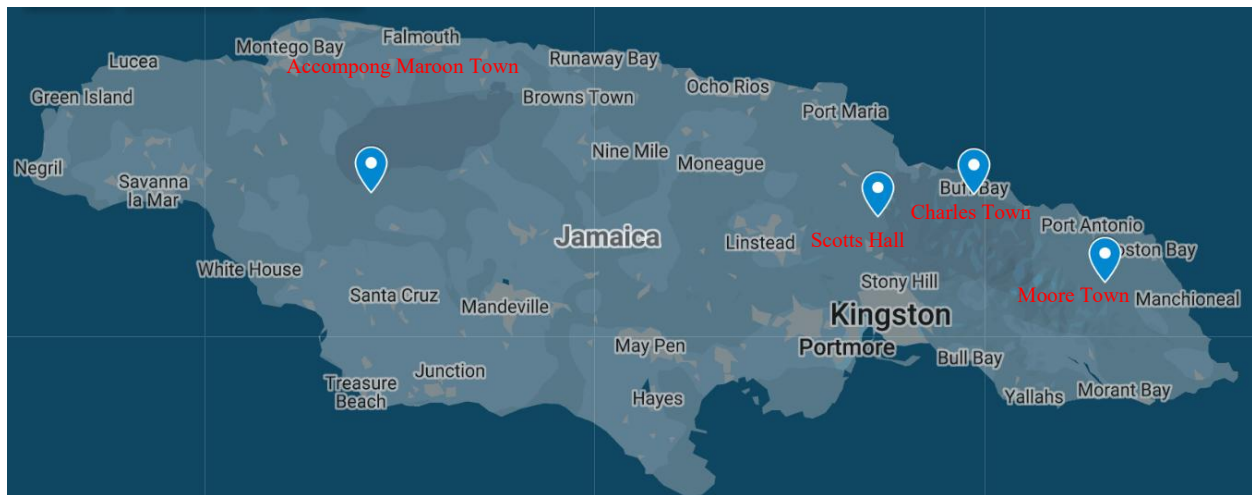 Falmouth
Montego Bay
Lucea
Accompong Maroon Town
Runaway Bay
Green Island
Browns Town
Ocho Rios
Port Maria
Negril
Nine Mile
Moneague
Savanna
la Mar
Buff Bay
Charles Town
Port Antonio
Jamaica
Linstead
Scotts Hall
oston Bay
White House
Stony Hill
Santa Cruz
Mandeville
Moore Town
Manchioneal
Kingston
May Pen
Portmore
Bull Bay
Junction
Treasure
Beach
Hayes
Yallahs
Morant Bay